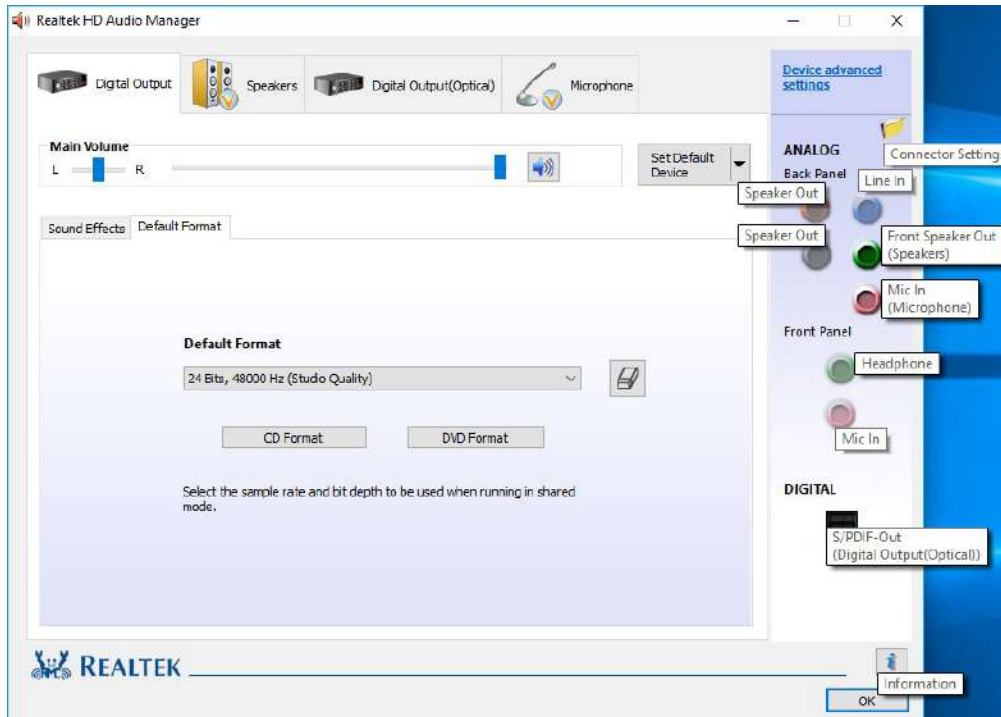 Realtek HD Audio Manager
Digital Output
Speakers
Digital Output(Optical)
Microphone
Device advanced
settings
Main Volume
L
R
Set Default
Device
ANALOG
Connector Setting
Back Panel
Line In
Speaker Out
Sound Effects
Default Format
Speaker Out
Front Speaker Out
(Speakers)
Mic In
(Microphone)
Front Panel
Default Format
24 Bits, 48000 Hz (Studio Quality)
Headphone
CD Format
DVD Format
Mic In
Select the sample rate and bit depth to be used when running in shared
mode.
DIGITAL
S/PDIF-Out
(Digital Output(Optical))
REALTEK
Information
OK